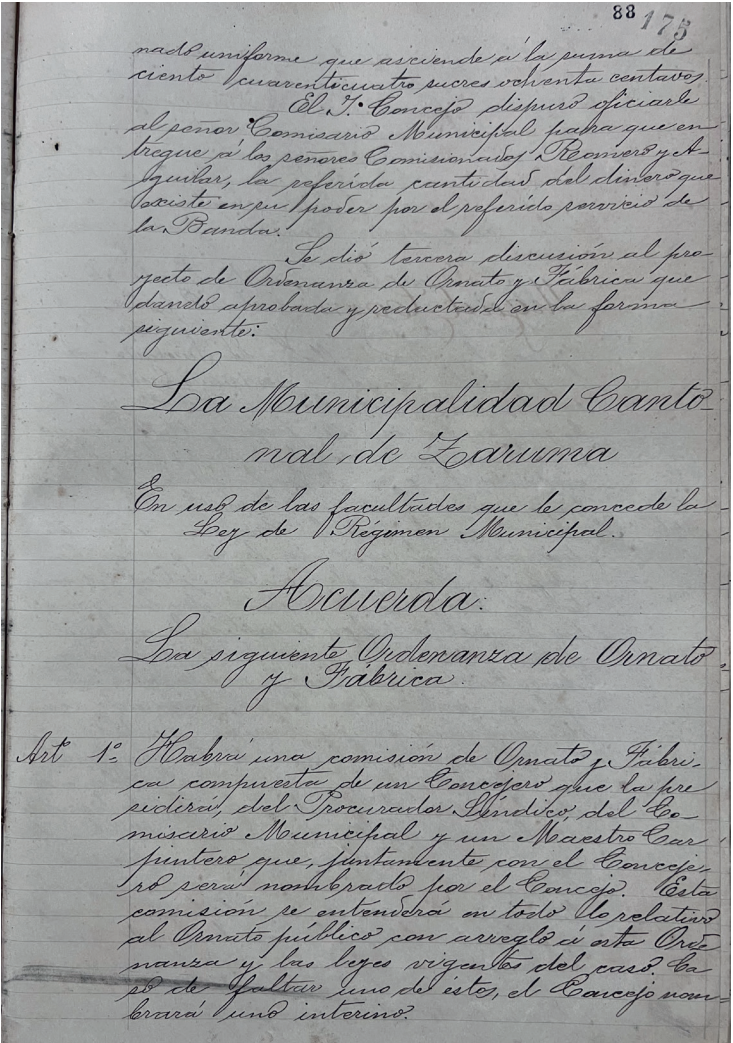 88 175
nado uniforme que asciende á la suma de
ciento cuarenticuatro sucres ochenta centavos.
El I. Concejo dispuso oficiarle
al señor Comisario Municipal para que en-
tregue á los señores Comisionados Romero y A-
guilar, la referida cantidad del dinero que
existe en su poder por el referido servicio de
la Banda.
Se dió tercera discusión al pro-
yecto de Ordenanza de Ornato y Fábrica que
dando aprobada y reductada en la forma
siguiente:
La Municipalidad Canto-
nal de Zaruma
En uso de las facultades que le concede la
Ley de Régimen Municipal.
Acuerda:
La siguiente Ordenanza de Ornato
y Fábrica.
Artº 1º Habrá una comisión de Ornato y Fábri-
ca compuesta de un Concejero que la pre
sidirá, del Procurador Síndico, del Co-
misario Municipal y un Maestro Car
pintero que, juntamente con el Conceje-
ro será nombrado por el Concejo. Esta
comisión se entenderá en todo lo relativo
al Ornato público con arreglo á esta Orde
nanza y las leyes vigentes del caso. Ca
so de faltar uno de estos, el Concejo nom-
brará uno interino.